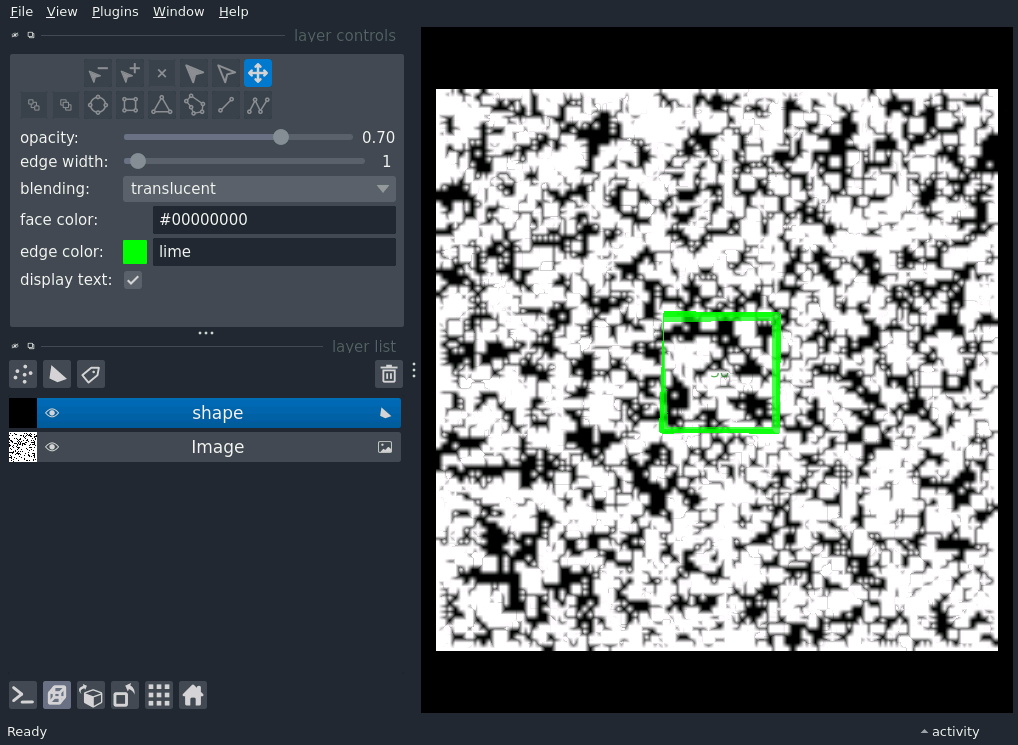 File View Plugins Window Help
layer controls
opacity: 0.70
edge width: 1
blending: translucent
face color: #00000000
edge color: lime
display text:
layer list
shape
Image
Ready
activity